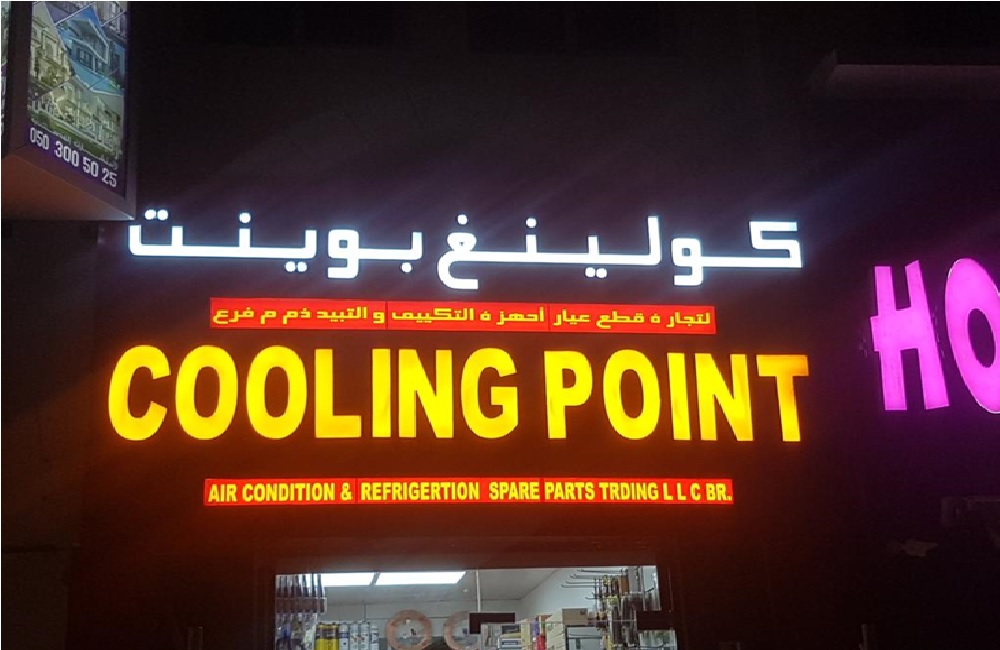 050 300 50 25
كولينغ بوينت
لتجارة قطع عيار أجهزة التكييف و التبيد ذم م فرع
COOLING POINT
AIR CONDITION & REFRIGERTION SPARE PARTS TRDING L L C BR.
HO